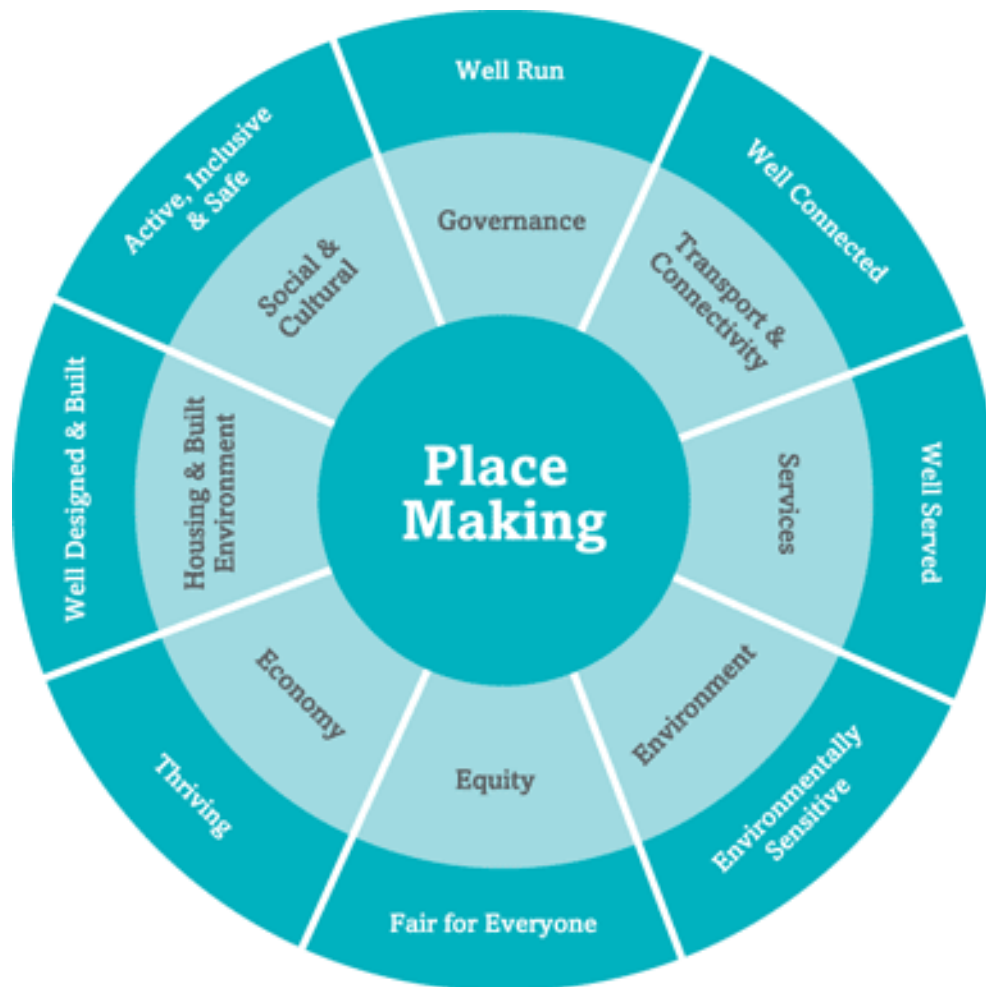 Well Run
Governance
Well Connected
Transport &
Connectivity
Well Served
Services
Environmentally
Sensitive
Environment
Fair for Everyone
Equity
Thriving
Economy
Well Designed & Built
Housing & Built
Environment
Active, Inclusive
& Safe
Social &
Cultural
Place
Making